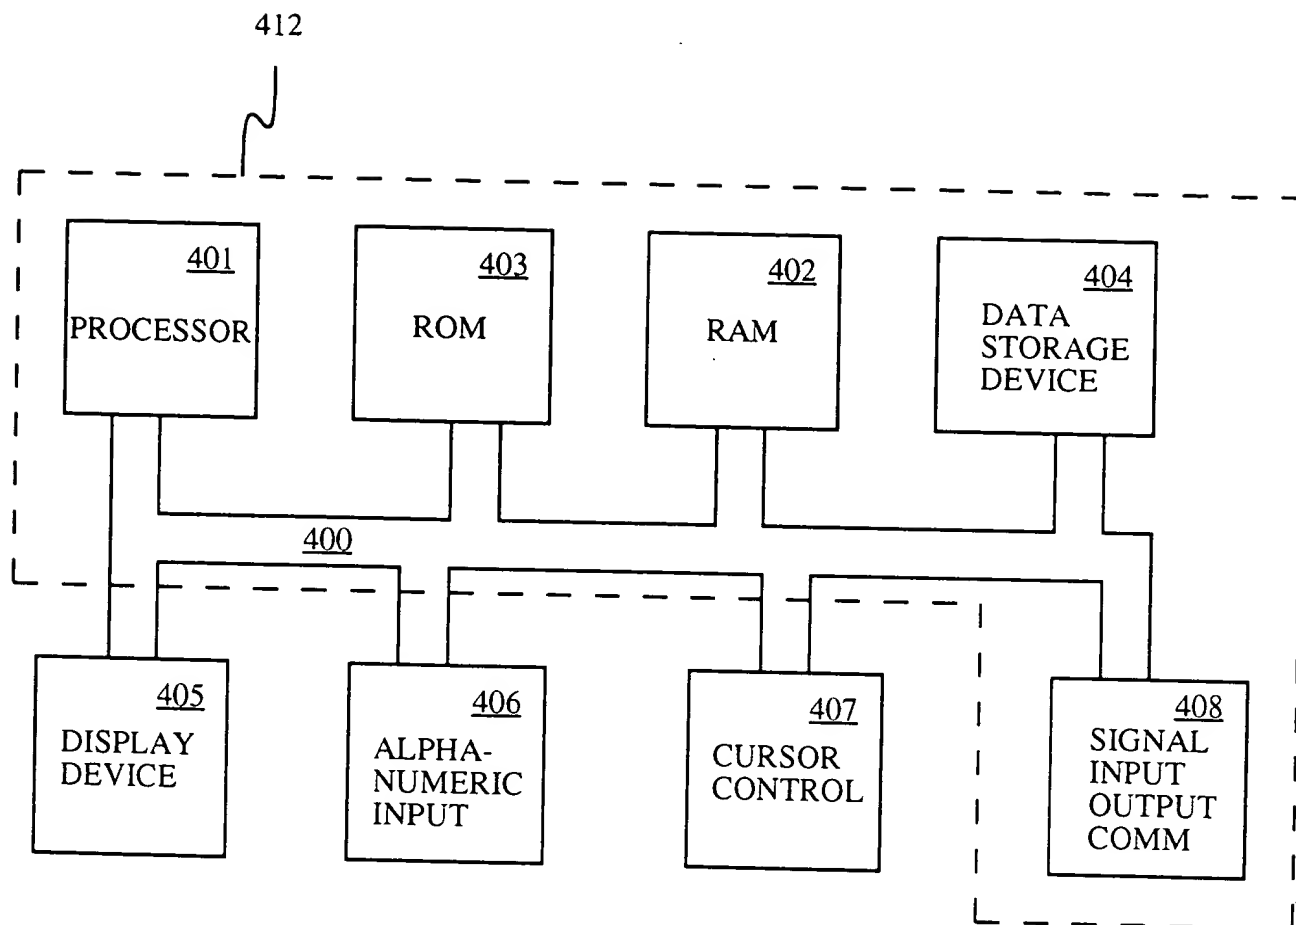 412
401
PROCESSOR
403
ROM
402
RAM
404
DATA
STORAGE
DEVICE
400
405
DISPLAY
DEVICE
406
ALPHA-
NUMERIC
INPUT
407
CURSOR
CONTROL
408
SIGNAL
INPUT
OUTPUT
COMM